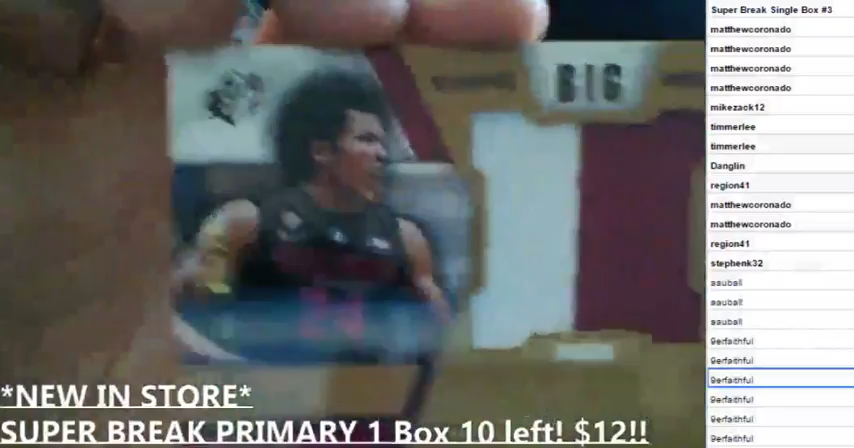 Super Break Single Box #3
matthewcoronado
matthewcoronado
matthewcoronado
matthewcoronado
mikezack12
timmerlee
timmerlee
Danglin
region41
matthewcoronado
matthewcoronado
region41
stephenk32
aauball
aauball
aauball
9erfaithful
9erfaithful
9erfaithful
9erfaithful
9erfaithful
9erfaithful
BIG
*NEW IN STORE*
SUPER BREAK PRIMARY 1 Box 10 left! $12!!